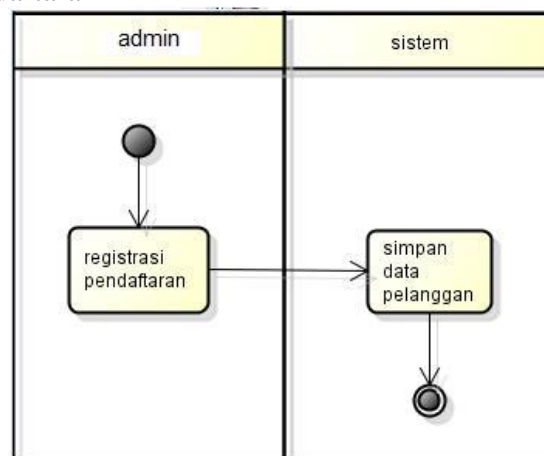 admin
sistem
registrasi
pendaftaran
simpan
data
pelanggan